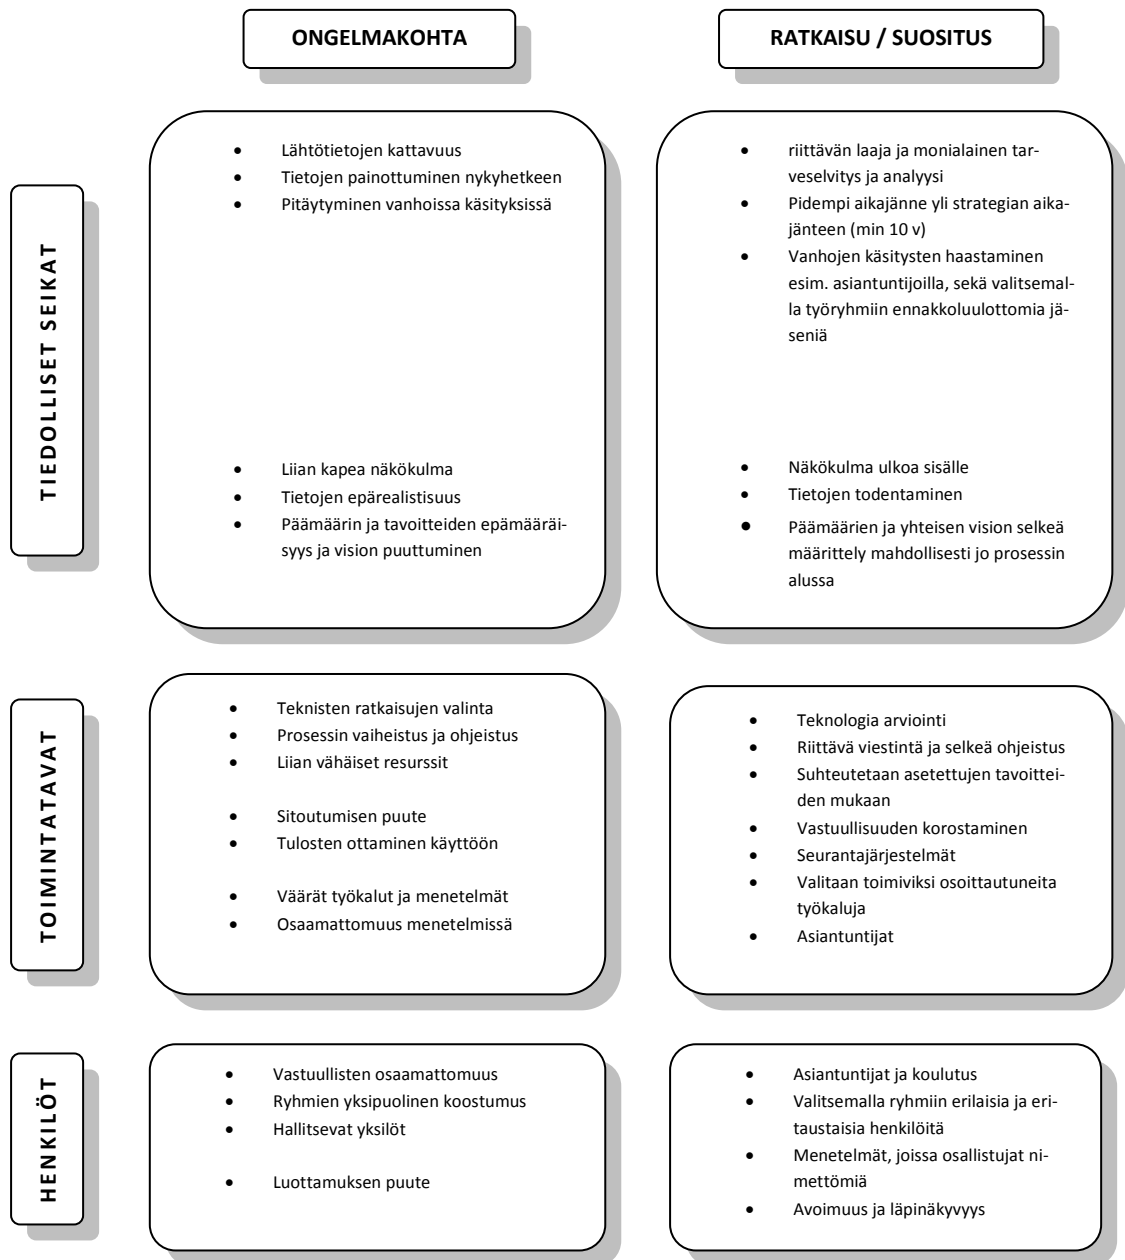 ONGELMAKOHTA
RATKAISU / SUOSITUS
TIEDOLLISET SEIKAT
Lähtötietojen kattavuus
Tietojen painottuminen nykyhetkeen
Pitäytyminen vanhoissa käsityksissä
Liian kapea näkökulma
Tietojen epärealistisuus
Päämäärin ja tavoitteiden epämääräi-
syys ja vision puuttuminen
riittävän laaja ja monialainen tar-
veselvitys ja analyysi
Pidempi aikajänne yli strategian aika-
jänteen (min 10 v)
Vanhojen käsitysten haastaminen
esim. asiantuntijoilla, sekä valitsemal-
la työryhmiin ennakkoluulottomia jä-
seniä
Näkökulma ulkoa sisälle
Tietojen todentaminen
Päämäärien ja yhteisen vision selkeä
määrittely mahdollisesti jo prosessin
alussa
TOIMINTATAVAT
Teknisten ratkaisujen valinta
Prosessin vaiheistus ja ohjeistus
Liian vähäiset resurssit
Sitoutumisen puute
Tulosten ottaminen käyttöön
Väärät työkalut ja menetelmät
Osaamattomuus menetelmissä
Teknologia arviointi
Riittävä viestintä ja selkeä ohjeistus
Suhteutetaan asetettujen tavoittei-
den mukaan
Vastuullisuuden korostaminen
Seurantajärjestelmät
Valitaan toimiviksi osoittautuneita
työkaluja
Asiantuntijat
HENKILÖT
Vastuullisten osaamattomuus
Ryhmien yksipuolinen koostumus
Hallitsevat yksilöt
Luottamuksen puute
Asiantuntijat ja koulutus
Valitsemalla ryhmiin erilaisia ja eri-
taustaisia henkilöitä
Menetelmät, joissa osallistujat ni-
mettömiä
Avoimuus ja läpinäkyvyys